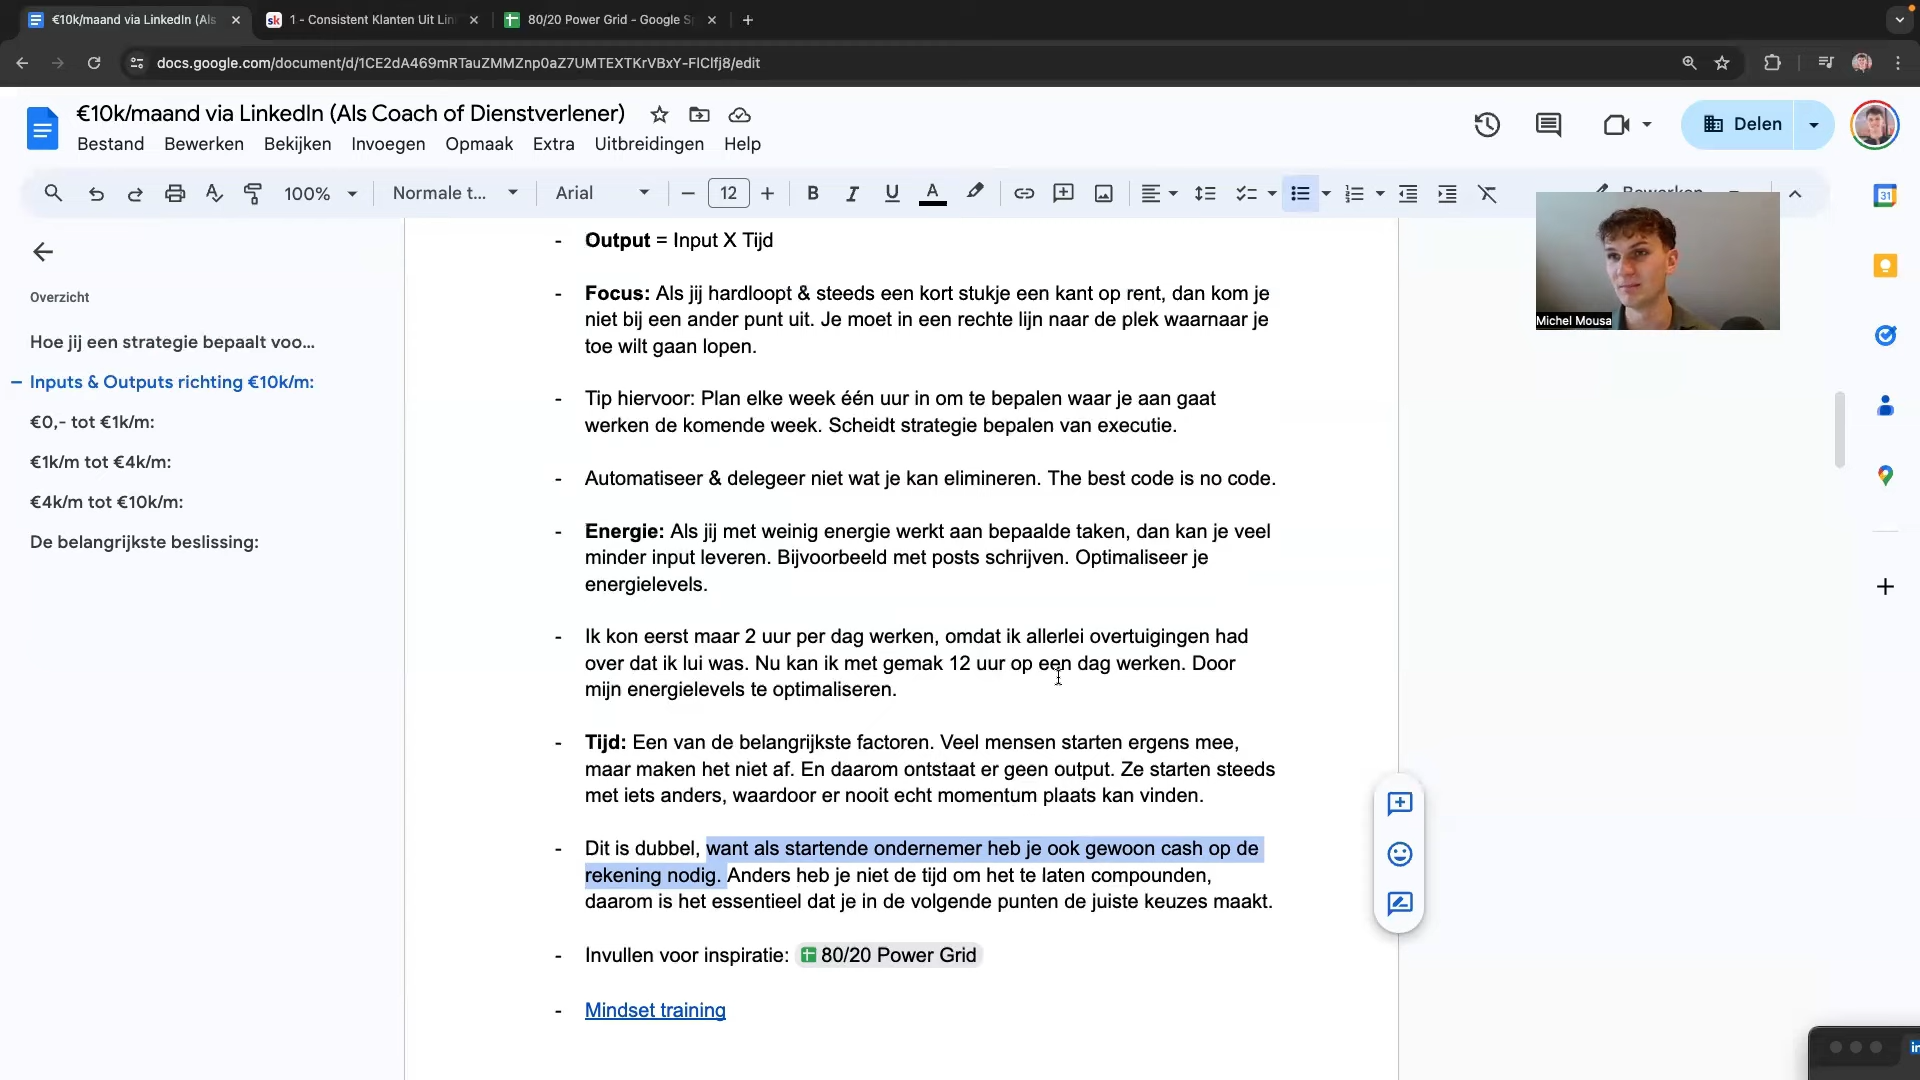 €10k/maand via LinkedIn (Als
1 - Consistent Klanten Uit Lin
80/20 Power Grid - Google S
docs.google.com/document/d/1CE2dA469mRTauZMMZnp0aZ7UMTEXTKrVBxY-FlClfj8/edit
€10k/maand via LinkedIn (Als Coach of Dienstverlener)
Bestand Bewerken Bekijken Invoegen Opmaak Extra Uitbreidingen Help
Delen
100% Normale t... Arial 12
Overzicht
Hoe jij een strategie bepaalt voo...
Inputs & Outputs richting €10k/m:
€0,- tot €1k/m:
€1k/m tot €4k/m:
€4k/m tot €10k/m:
De belangrijkste beslissing:
- Output = Input X Tijd
- Focus: Als jij hardloopt & steeds een kort stukje een kant op rent, dan kom je
niet bij een ander punt uit. Je moet in een rechte lijn naar de plek waarnaar je
toe wilt gaan lopen.
- Tip hiervoor: Plan elke week één uur in om te bepalen waar je aan gaat
werken de komende week. Scheidt strategie bepalen van executie.
- Automatiseer & delegeer niet wat je kan elimineren. The best code is no code.
- Energie: Als jij met weinig energie werkt aan bepaalde taken, dan kan je veel
minder input leveren. Bijvoorbeeld met posts schrijven. Optimaliseer je
energielevels.
- Ik kon eerst maar 2 uur per dag werken, omdat ik allerlei overtuigingen had
over dat ik lui was. Nu kan ik met gemak 12 uur op een dag werken. Door
mijn energielevels te optimaliseren.
- Tijd: Een van de belangrijkste factoren. Veel mensen starten ergens mee,
maar maken het niet af. En daarom ontstaat er geen output. Ze starten steeds
met iets anders, waardoor er nooit echt momentum plaats kan vinden.
- Dit is dubbel, want als startende ondernemer heb je ook gewoon cash op de
rekening nodig. Anders heb je niet de tijd om het te laten compounden,
daarom is het essentieel dat je in de volgende punten de juiste keuzes maakt.
- Invullen voor inspiratie: 80/20 Power Grid
- Mindset training
Michel Mousa
31